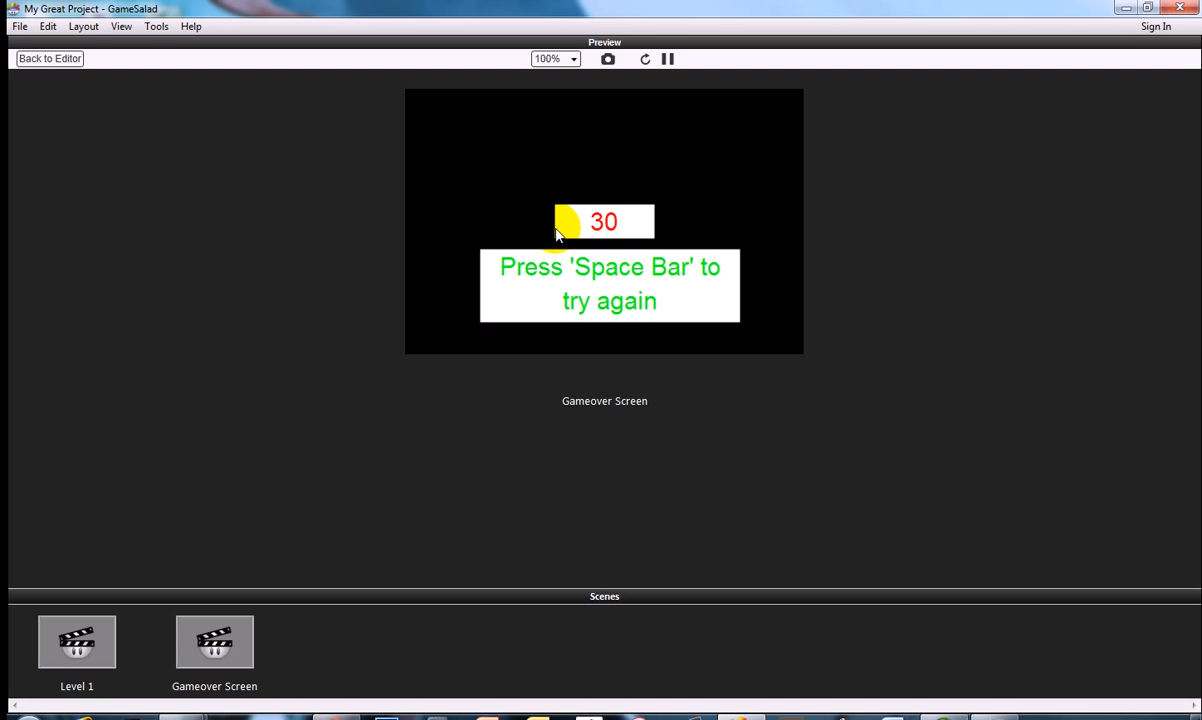 My Great Project - GameSalad
File Edit Layout View Tools Help Sign In
Preview
Back to Editor 100%
30
Press 'Space Bar' to
try again
Gameover Screen
Scenes
Level 1 Gameover Screen